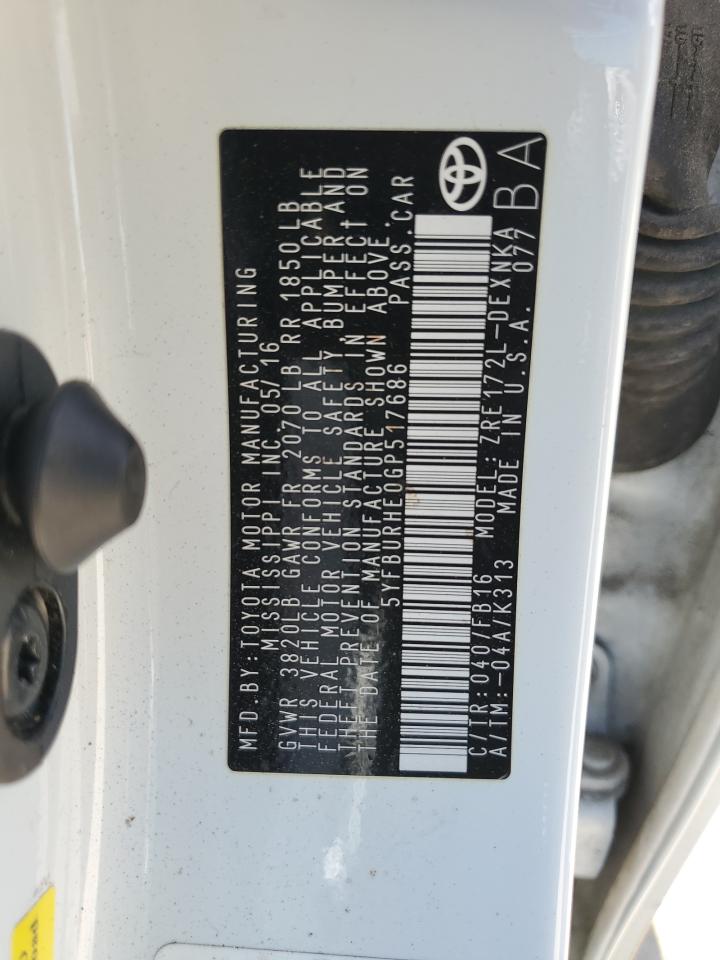 MFD.BY:TOYOTA MOTOR MANUFACTURING
MISSISSIPPI INC.05/16
GVWR 3820LB GAWR FR 2070 LB RR 1850 LB
THIS VEHICLE CONFORMS TO ALL APPLICABLE
FEDERAL MOTOR VEHICLE SAFETY BUMPER AND
THEFT PREVENTION STANDARDS IN EFFECT ON
THE DATE OF MANUFACTURE SHOWN ABOVE.
5YFBURHE0GP517686 PASS.CAR
C/TR:040/FB16 MODEL: ZRE172L-DEXNKA
A/TM:-04A/K313 MADE IN U.S.A. 077
BA